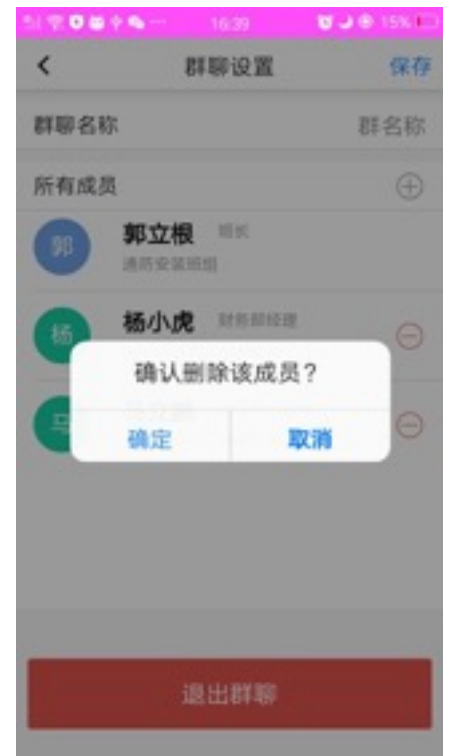 16:39
15%
群聊设置
保存
群聊名称
群名称
所有成员
郭
郭立根
班长
通防安装班组
杨
杨小虎
财务部经理
确认删除该成员？
马
确定
取消
退出群聊